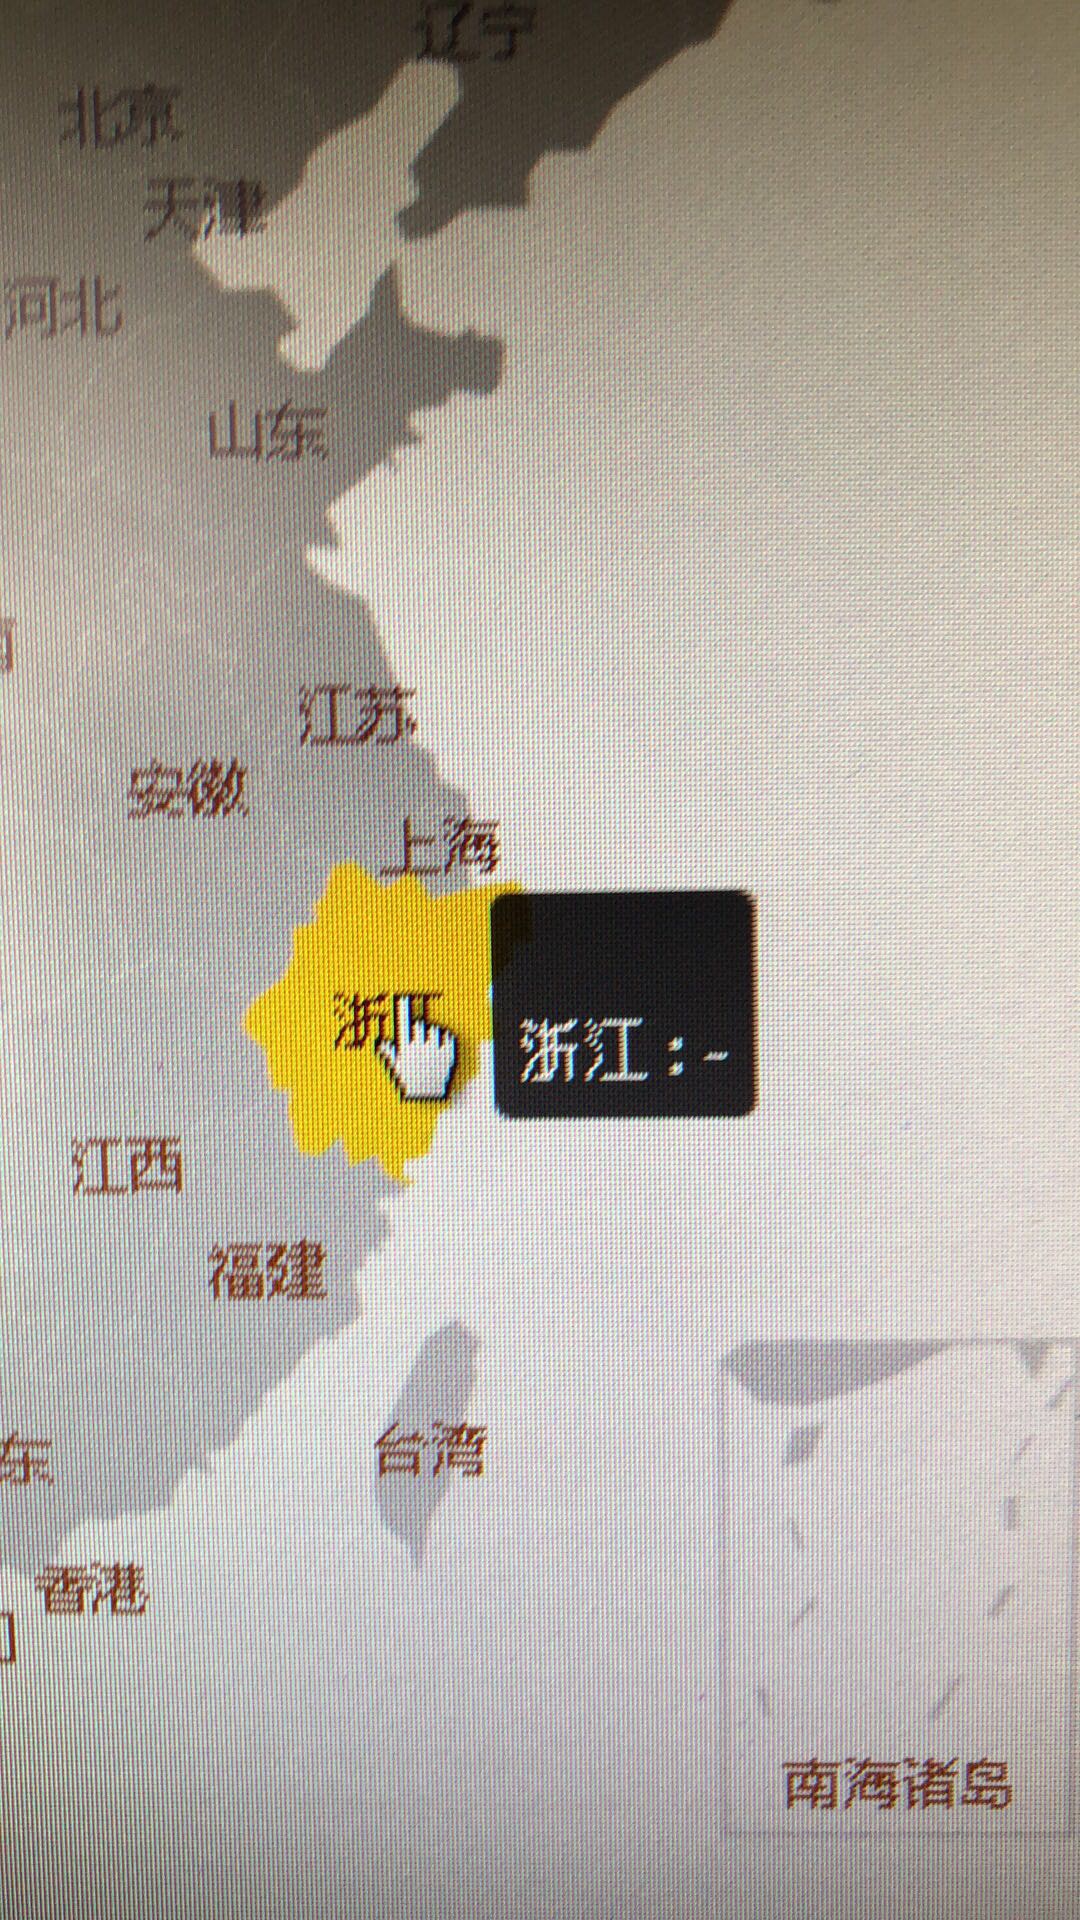 辽宁
北京
天津
河北
山东
江苏
安徽
上海
浙江
浙江 : -
江西
福建
台湾
东
香港
南海诸岛